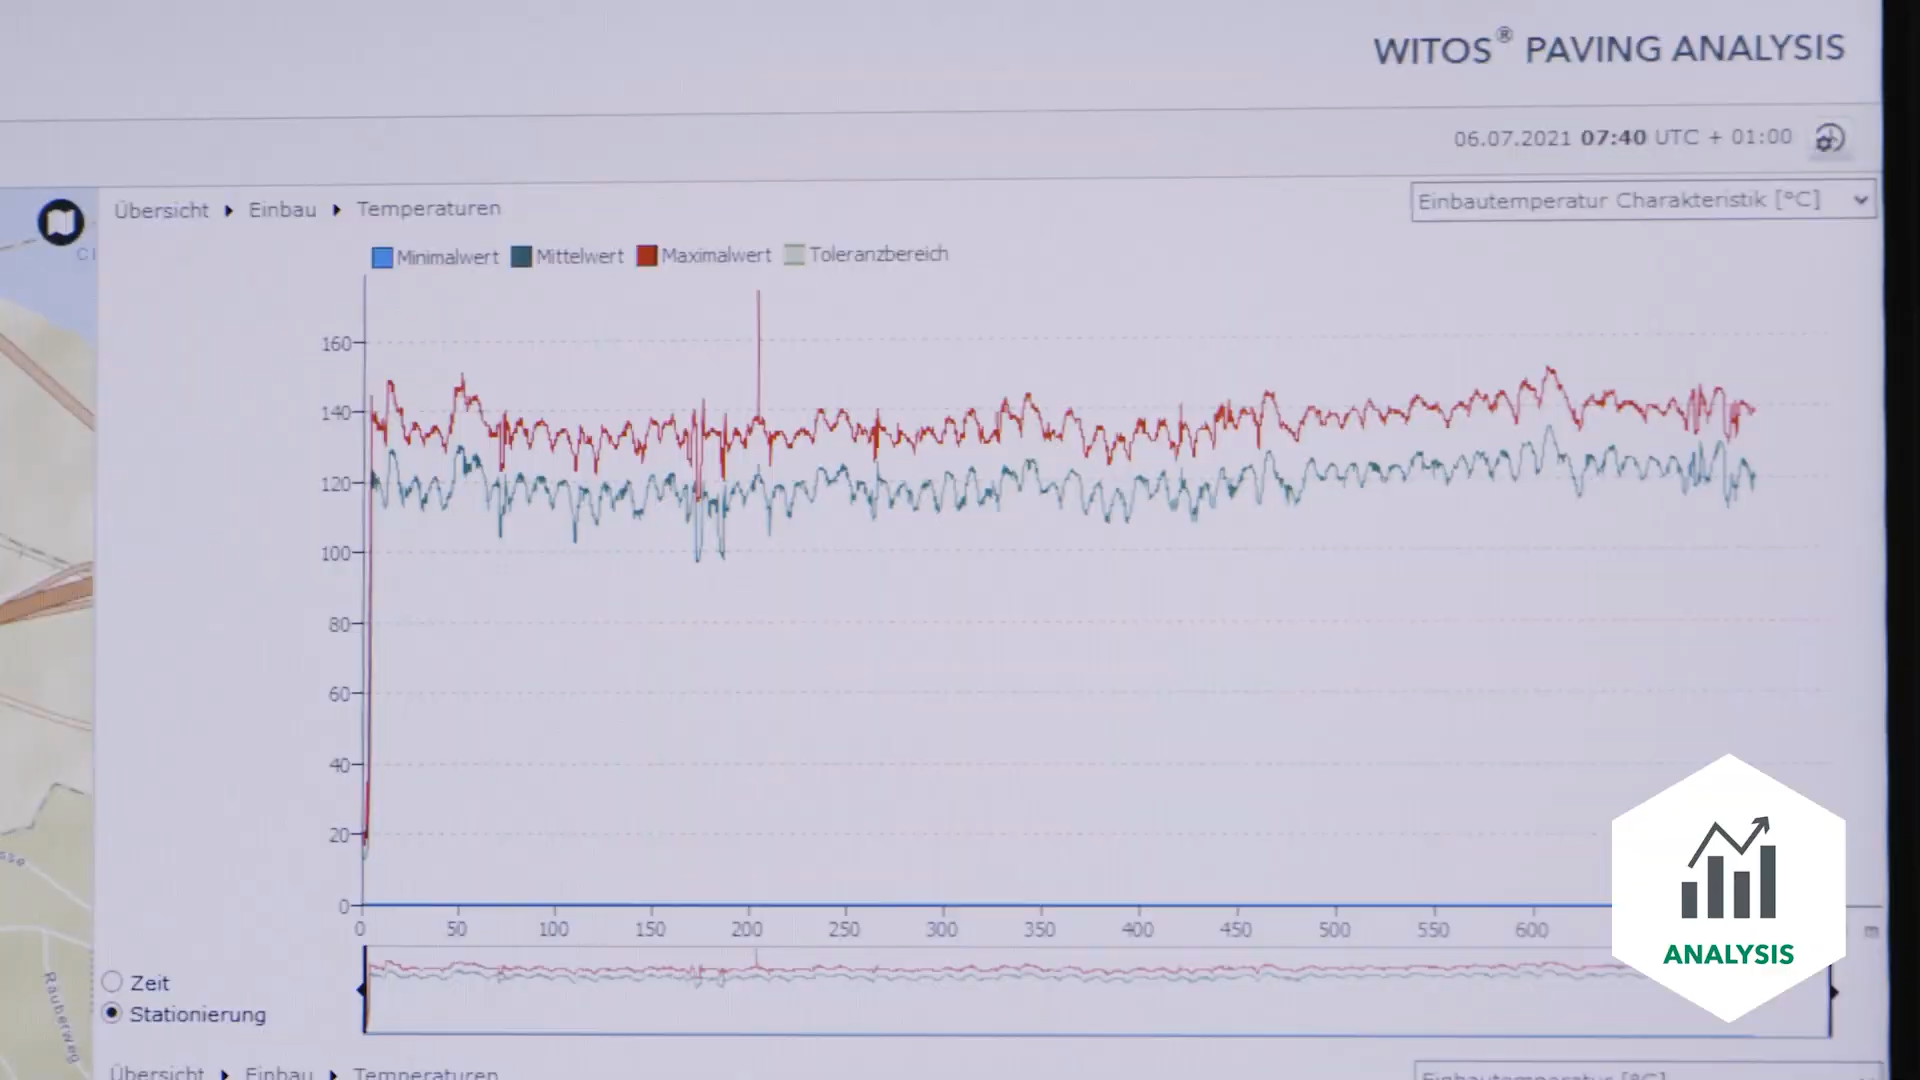 WITOS® PAVING ANALYSIS
06.07.2021 07:40 UTC + 01:00
Übersicht Einbau Temperaturen
Einbautemperatur Charakteristik [°C]
Minimalwert Mittelwert Maximalwert Toleranzbereich
160
140
120
100
80
60
40
20
0
0 50 100 150 200 250 300 350 400 450 500 550 600
m
ANALYSIS
Zeit
Stationierung
Räuberweg
Übersicht Einbau Temperaturen
Einbautemperatur [°C]